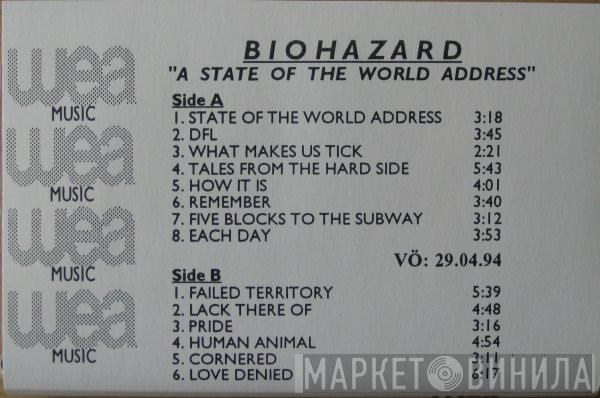 BIOHAZARD
"A STATE OF THE WORLD ADDRESS"
Side A
1. STATE OF THE WORLD ADDRESS 3:18
2. DFL 3:45
3. WHAT MAKES US TICK 2:21
4. TALES FROM THE HARD SIDE 5:43
5. HOW IT IS 4:01
6. REMEMBER 3:40
7. FIVE BLOCKS TO THE SUBWAY 3:12
8. EACH DAY 3:53
VÖ: 29.04.94
Side B
1. FAILED TERRITORY 5:39
2. LACK THERE OF 4:48
3. PRIDE 3:16
4. HUMAN ANIMAL 4:54
5. CORNERED 3:11
6. LOVE DENIED 6:17
wea
MUSIC
wea
MUSIC
wea
MUSIC
wea
MUSIC
МАРКЕТ ВИНИЛА